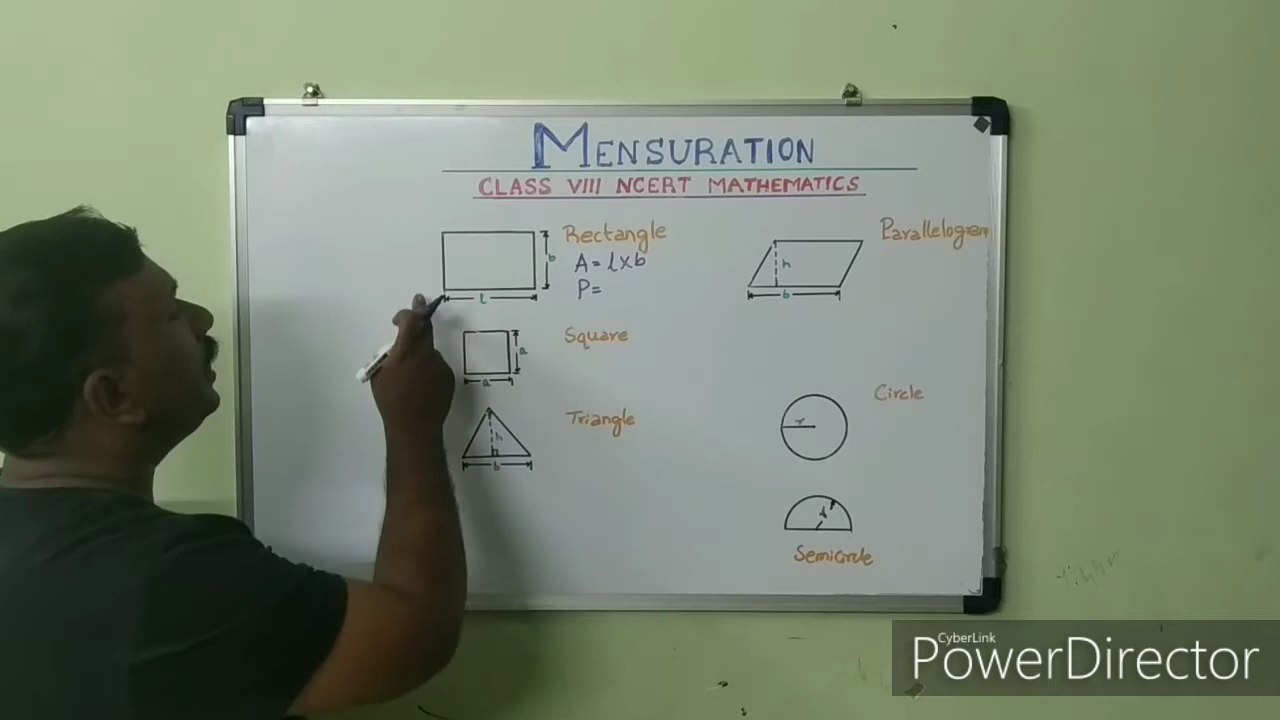 MENSURATION
CLASS VIII NCERT MATHEMATICS
Rectangle
A = l x b
P =
b
l
Square
a
a
Triangle
h
b
Parallelogram
h
b
Circle
r
Semicircle
CyberLink
PowerDirector